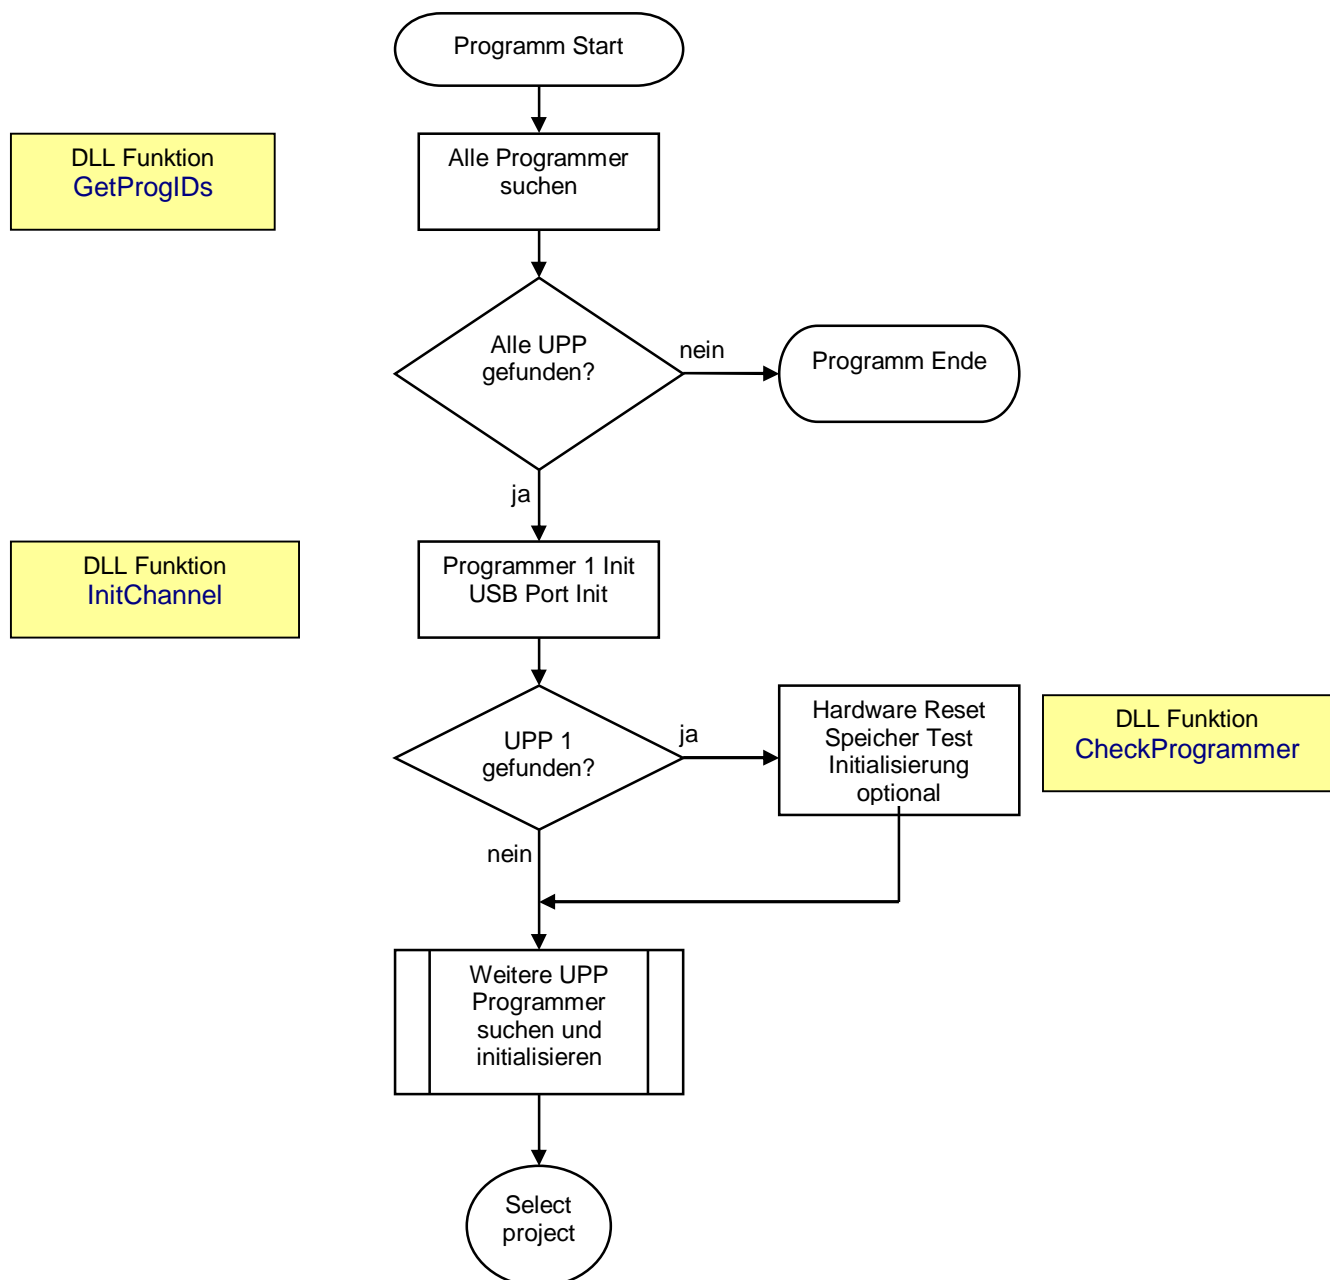 Programm Start
DLL Funktion
GetProgIDs
Alle Programmer
suchen
Alle UPP
gefunden?
nein
Programm Ende
ja
DLL Funktion
InitChannel
Programmer 1 Init
USB Port Init
UPP 1
gefunden?
ja
Hardware Reset
Speicher Test
Initialisierung
optional
DLL Funktion
CheckProgrammer
nein
Weitere UPP
Programmer
suchen und
initialisieren
Select
project